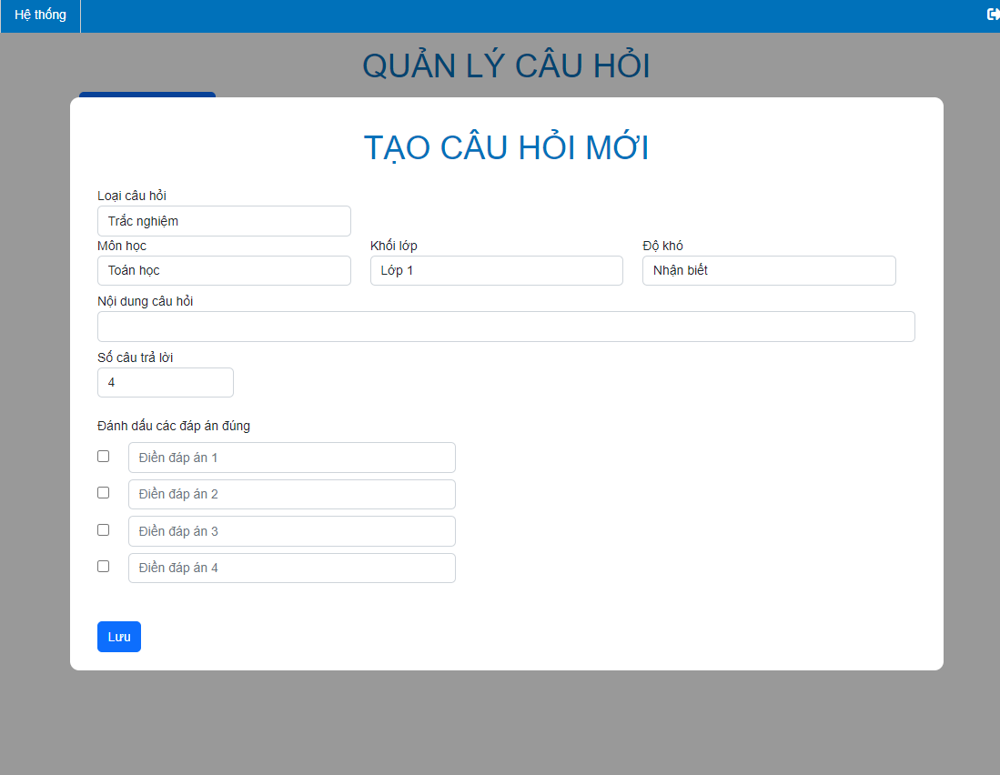 Hệ thống
QUẢN LÝ CÂU HỎI
TẠO CÂU HỎI MỚI
Loại câu hỏi
Trắc nghiệm
Môn học Khối lớp Độ khó
Toán học Lớp 1 Nhận biết
Nội dung câu hỏi
Số câu trả lời
4
Đánh dấu các đáp án đúng
Điền đáp án 1
Điền đáp án 2
Điền đáp án 3
Điền đáp án 4
Lưu